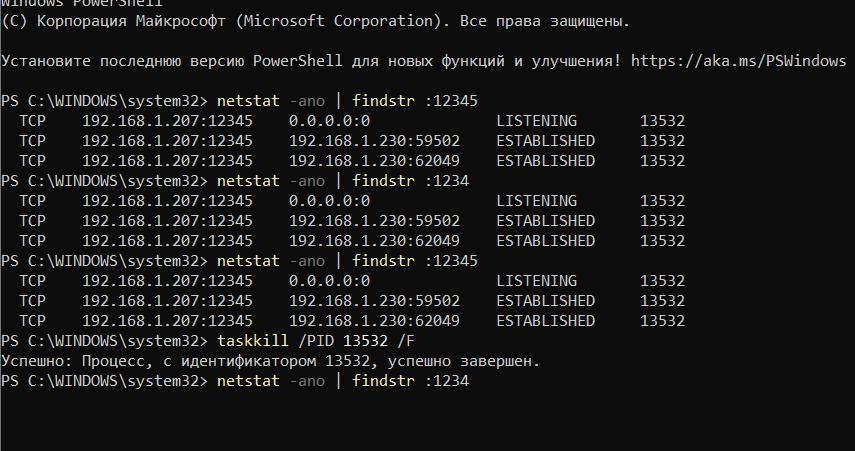 Windows PowerShell
(C) Корпорация Майкрософт (Microsoft Corporation). Все права защищены.
Установите последнюю версию PowerShell для новых функций и улучшения! https://aka.ms/PSWindows
PS C:\WINDOWS\system32> netstat -ano | findstr :12345
TCP 192.168.1.207:12345 0.0.0.0:0 LISTENING 13532
TCP 192.168.1.207:12345 192.168.1.230:59502 ESTABLISHED 13532
TCP 192.168.1.207:12345 192.168.1.230:62049 ESTABLISHED 13532
PS C:\WINDOWS\system32> netstat -ano | findstr :1234
TCP 192.168.1.207:12345 0.0.0.0:0 LISTENING 13532
TCP 192.168.1.207:12345 192.168.1.230:59502 ESTABLISHED 13532
TCP 192.168.1.207:12345 192.168.1.230:62049 ESTABLISHED 13532
PS C:\WINDOWS\system32> netstat -ano | findstr :12345
TCP 192.168.1.207:12345 0.0.0.0:0 LISTENING 13532
TCP 192.168.1.207:12345 192.168.1.230:59502 ESTABLISHED 13532
TCP 192.168.1.207:12345 192.168.1.230:62049 ESTABLISHED 13532
PS C:\WINDOWS\system32> taskkill /PID 13532 /F
Успешно: Процесс, с идентификатором 13532, успешно завершен.
PS C:\WINDOWS\system32> netstat -ano | findstr :1234